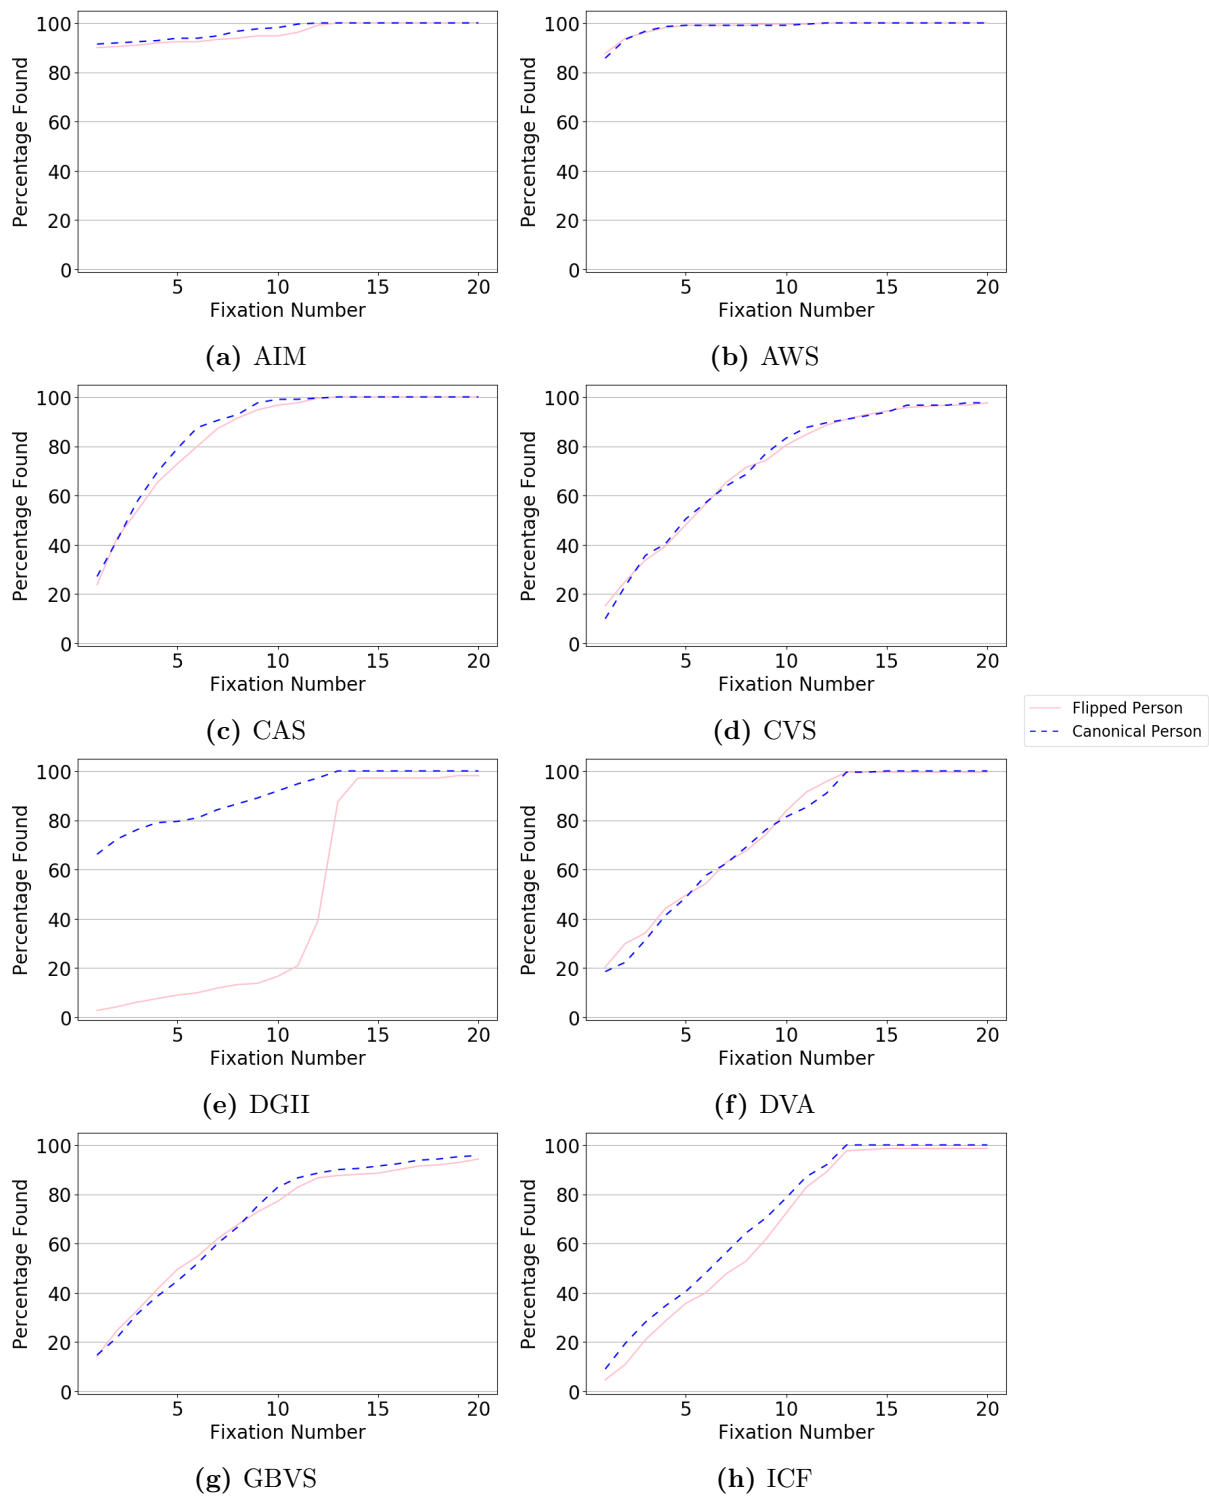 100
80
60
40
20
0
Percentage Found
5 10 15 20
Fixation Number
(a) AIM
100
80
60
40
20
0
Percentage Found
5 10 15 20
Fixation Number
(b) AWS
100
80
60
40
20
0
Percentage Found
5 10 15 20
Fixation Number
(c) CAS
100
80
60
40
20
0
Percentage Found
5 10 15 20
Fixation Number
(d) CVS
Flipped Person
Canonical Person
100
80
60
40
20
0
Percentage Found
5 10 15 20
Fixation Number
(e) DGII
100
80
60
40
20
0
Percentage Found
5 10 15 20
Fixation Number
(f) DVA
100
80
60
40
20
0
Percentage Found
5 10 15 20
Fixation Number
(g) GBVS
100
80
60
40
20
0
Percentage Found
5 10 15 20
Fixation Number
(h) ICF